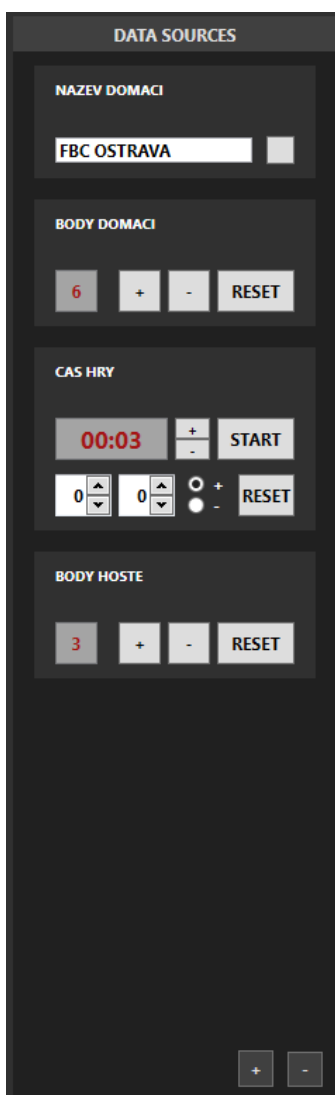 DATA SOURCES
NAZEV DOMACI
FBC OSTRAVA
BODY DOMACI
6 + - RESET
CAS HRY
00:03 + - START
0 0 + - RESET
BODY HOSTE
3 + - RESET
+ -